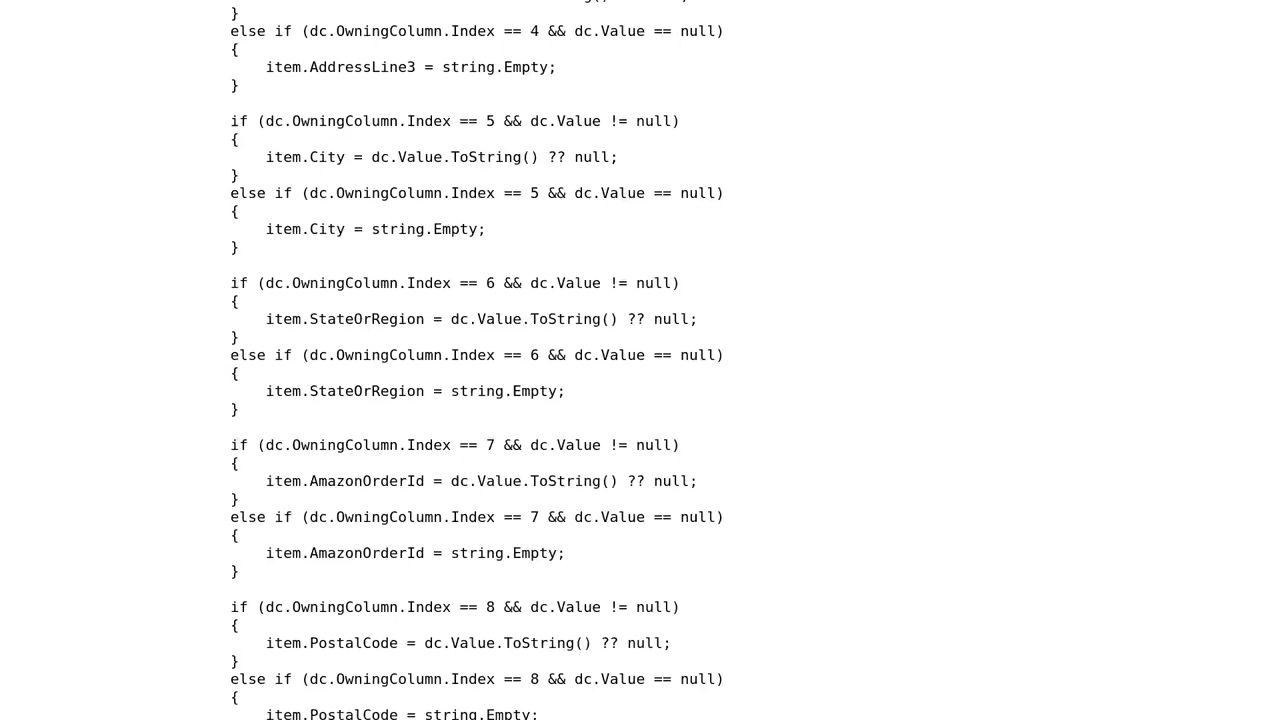 }
else if (dc.OwningColumn.Index == 4 && dc.Value == null)
{
item.AddressLine3 = string.Empty;
}
if (dc.OwningColumn.Index == 5 && dc.Value != null)
{
item.City = dc.Value.ToString() ?? null;
}
else if (dc.OwningColumn.Index == 5 && dc.Value == null)
{
item.City = string.Empty;
}
if (dc.OwningColumn.Index == 6 && dc.Value != null)
{
item.StateOrRegion = dc.Value.ToString() ?? null;
}
else if (dc.OwningColumn.Index == 6 && dc.Value == null)
{
item.StateOrRegion = string.Empty;
}
if (dc.OwningColumn.Index == 7 && dc.Value != null)
{
item.AmazonOrderId = dc.Value.ToString() ?? null;
}
else if (dc.OwningColumn.Index == 7 && dc.Value == null)
{
item.AmazonOrderId = string.Empty;
}
if (dc.OwningColumn.Index == 8 && dc.Value != null)
{
item.PostalCode = dc.Value.ToString() ?? null;
}
else if (dc.OwningColumn.Index == 8 && dc.Value == null)
{
item.PostalCode = string.Empty;